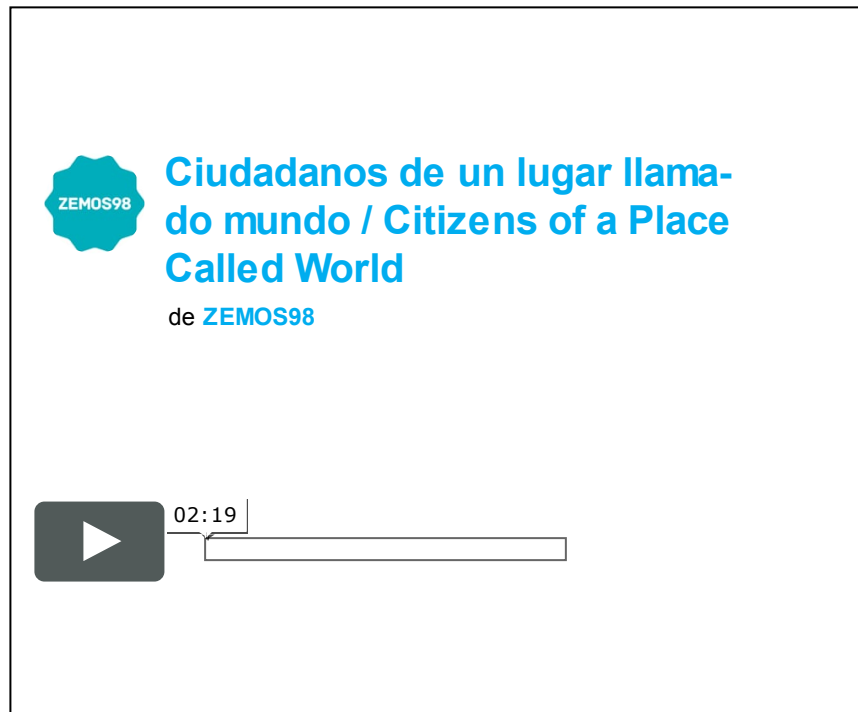 ZEMOS98
Ciudadanos de un lugar llama-
do mundo / Citizens of a Place
Called World
de ZEMOS98
02:19